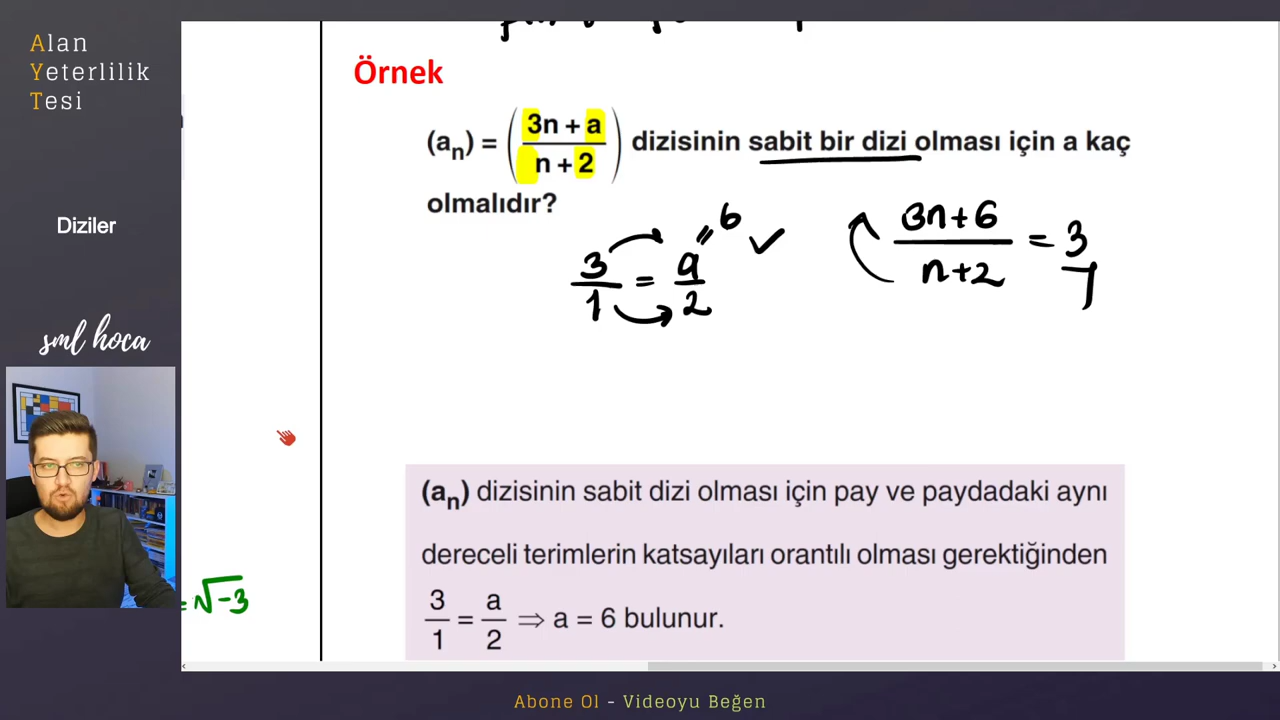 Alan
Yeterlilik
Tesi
Diziler
sml hoca
= √-3
Örnek
(aₙ) = ( (3n + a) / (n + 2) ) dizisinin sabit bir dizi olması için a kaç
olmalıdır?
3/1 = a/2 = 6 ✓
(3n+6)/(n+2) = 3/1
(aₙ) dizisinin sabit dizi olması için pay ve paydadaki aynı
dereceli terimlerin katsayıları orantılı olması gerektiğinden
3/1 = a/2 ⇒ a = 6 bulunur.
Abone Ol - Videoyu Beğen